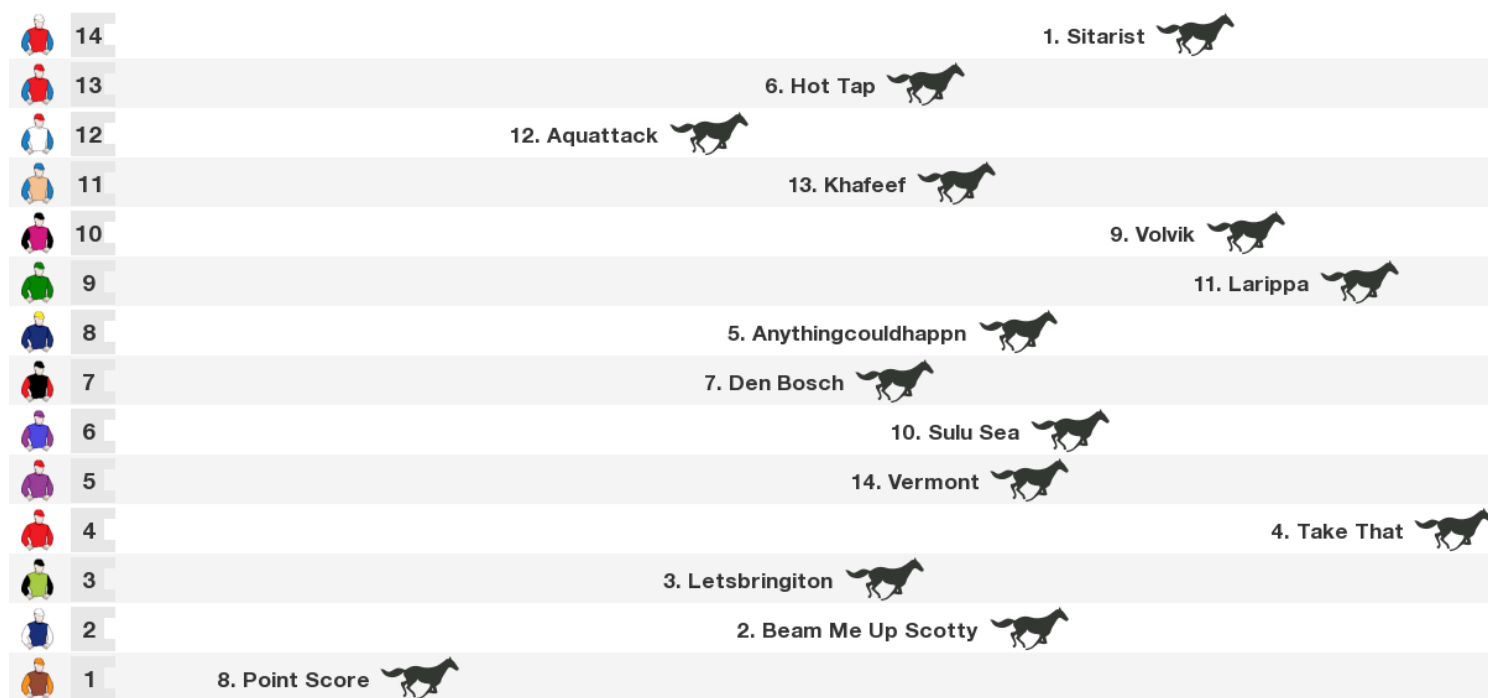 14 1. Sitarist
13 6. Hot Tap
12 12. Aquattack
11 13. Khafeef
10 9. Volvik
9 11. Larippa
8 5. Anythingcouldhappn
7 7. Den Bosch
6 10. Sulu Sea
5 14. Vermont
4 4. Take That
3 3. Letsbringiton
2 2. Beam Me Up Scotty
1 8. Point Score